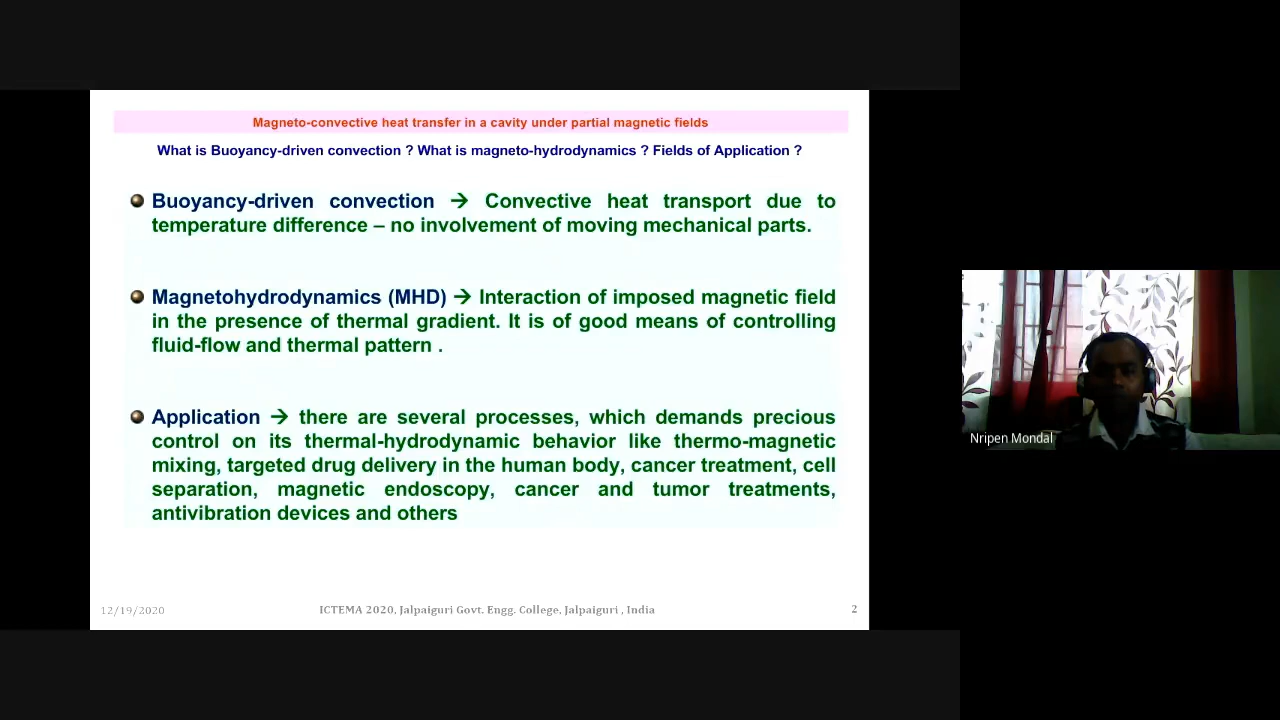 Magneto-convective heat transfer in a cavity under partial magnetic fields
What is Buoyancy-driven convection ? What is magneto-hydrodynamics ? Fields of Application ?
Buoyancy-driven convection → Convective heat transport due to
temperature difference – no involvement of moving mechanical parts.
Magnetohydrodynamics (MHD) → Interaction of imposed magnetic field
in the presence of thermal gradient. It is of good means of controlling
fluid-flow and thermal pattern .
Application → there are several processes, which demands precious
control on its thermal-hydrodynamic behavior like thermo-magnetic
mixing, targeted drug delivery in the human body, cancer treatment, cell
separation, magnetic endoscopy, cancer and tumor treatments,
antivibration devices and others
12/19/2020 ICTEMA 2020, Jalpaiguri Govt. Engg. College, Jalpaiguri , India 2
Nripen Mondal